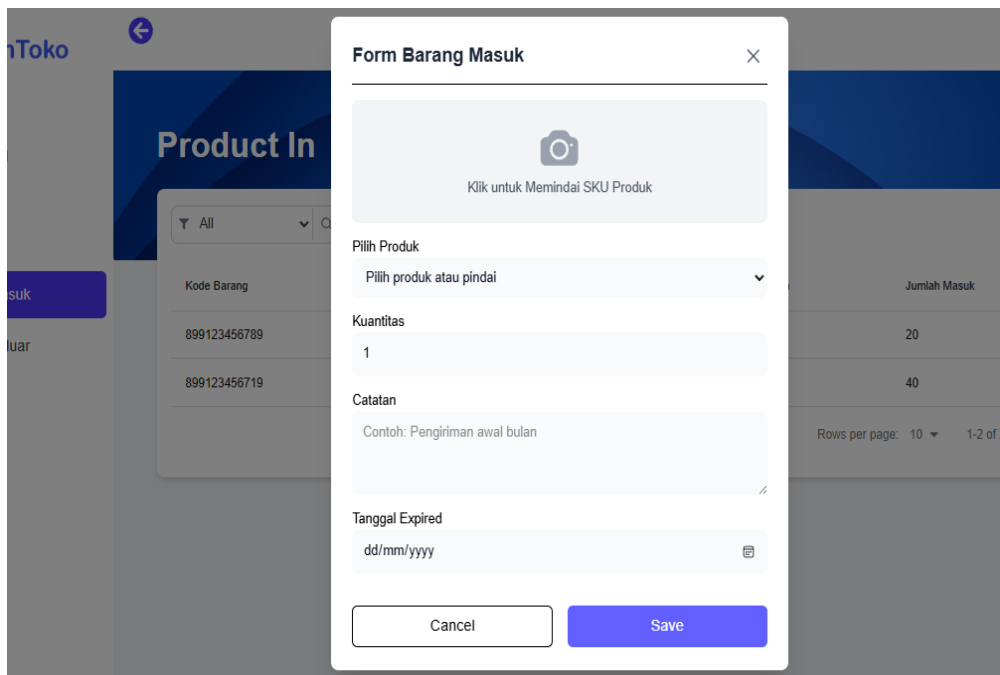 nToko
Product In
All
asuk
luar
Kode Barang
Jumlah Masuk
899123456789
20
899123456719
40
Rows per page: 10
1-2 of
Form Barang Masuk
Klik untuk Memindai SKU Produk
Pilih Produk
Pilih produk atau pindai
Kuantitas
1
Catatan
Contoh: Pengiriman awal bulan
Tanggal Expired
dd/mm/yyyy
Cancel
Save